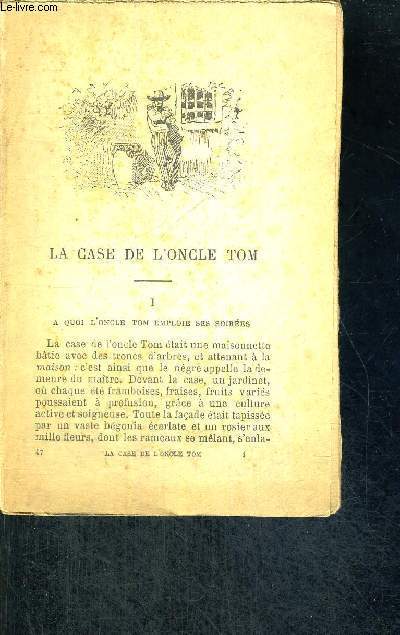 Le-livre.com
LA CASE DE L'ONCLE TOM
I
A QUOI L'ONCLE TOM EMPLOIE SES SOIRÉES
La case de l'oncle Tom était une maisonnette
bâtie avec des troncs d'arbres, et attenant à la
maison : c'est ainsi que le nègre appelle la de-
meure du maître. Devant la case, un jardinet,
où chaque été framboises, fraises, fruits variés
poussaient à profusion, grâce à une culture
active et soigneuse. Toute la façade était tapissée
par un vaste bégonia écarlate et un rosier aux
mille fleurs, dont les rameaux se mêlant, s'enla-
47 LA CASE DE L'ONCLE TOM 1